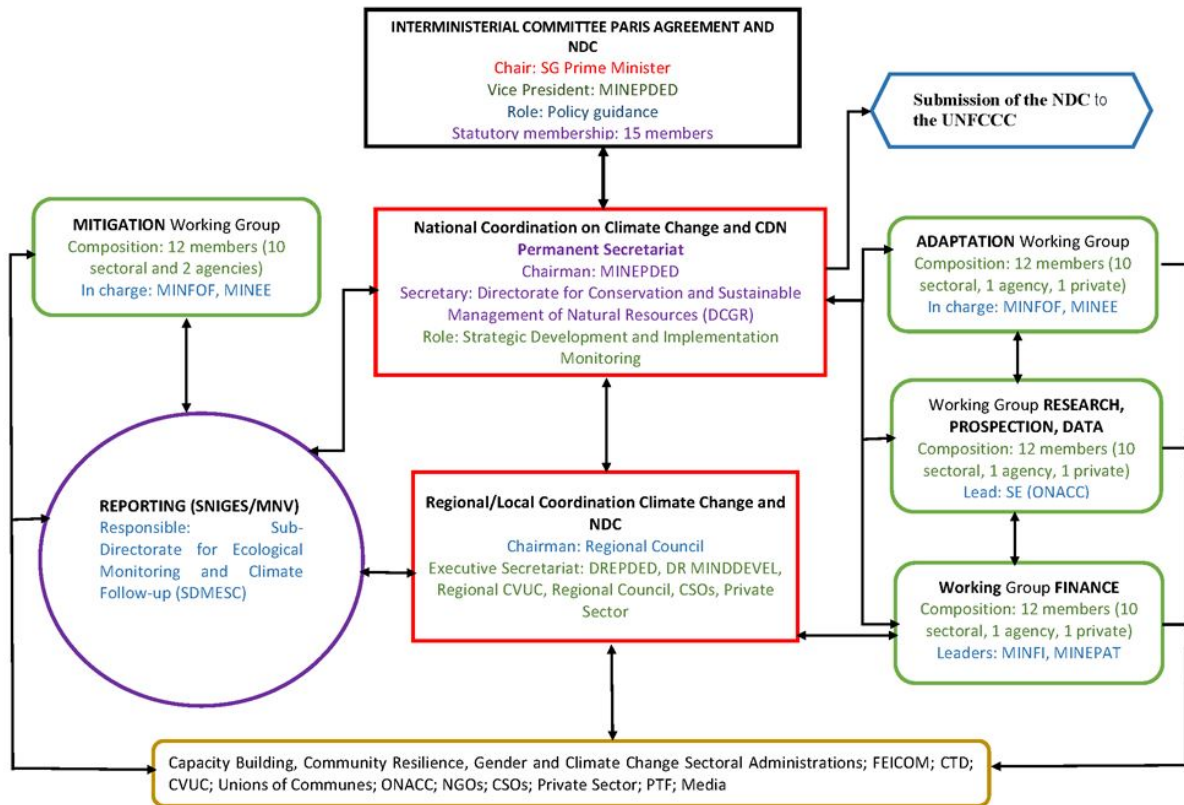 INTERMINISTERIAL COMMITTEE PARIS AGREEMENT AND
NDC
Chair: SG Prime Minister
Vice President: MINEPDED
Role: Policy guidance
Statutory membership: 15 members
Submission of the NDC to
the UNFCCC
MITIGATION Working Group
Composition: 12 members (10
sectoral and 2 agencies)
In charge: MINFOF, MINEE
National Coordination on Climate Change and CDN
Permanent Secretariat
Chairman: MINEPDED
Secretary: Directorate for Conservation and Sustainable
Management of Natural Resources (DCGR)
Role: Strategic Development and Implementation
Monitoring
ADAPTATION Working Group
Composition: 12 members (10
sectoral, 1 agency, 1 private)
In charge: MINFOF, MINEE
Working Group RESEARCH,
PROSPECTION, DATA
Composition: 12 members (10
sectoral, 1 agency, 1 private)
Lead: SE (ONACC)
REPORTING (SNIGES/MNV)
Responsible: Sub-
Directorate for Ecological
Monitoring and Climate
Follow-up (SDMESC)
Regional/Local Coordination Climate Change and
NDC
Chairman: Regional Council
Executive Secretariat: DREPDED, DR MINDDEVEL,
Regional CVUC, Regional Council, CSOs, Private
Sector
Working Group FINANCE
Composition: 12 members (10
sectoral, 1 agency, 1 private)
Leaders: MINFI, MINEPAT
Capacity Building, Community Resilience, Gender and Climate Change Sectoral Administrations; FEICOM; CTD;
CVUC; Unions of Communes; ONACC; NGOs; CSOs; Private Sector; PTF; Media